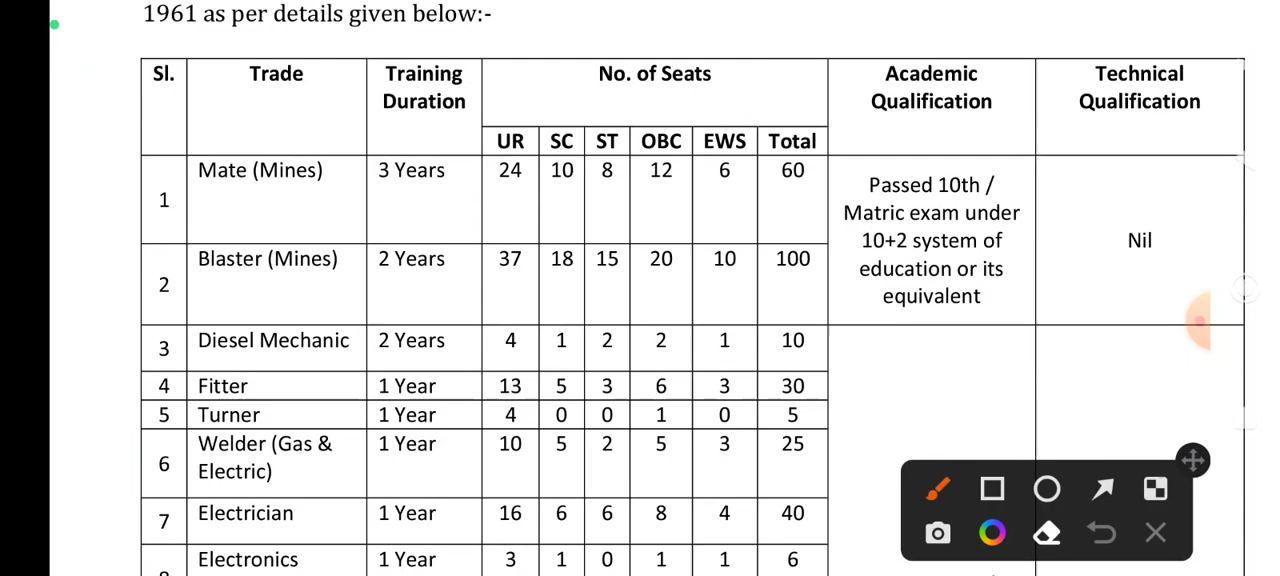 1961 as per details given below:-
Sl. Trade Training Duration No. of Seats Academic Qualification Technical Qualification
UR SC ST OBC EWS Total
1 Mate (Mines) 3 Years 24 10 8 12 6 60 Passed 10th / Matric exam under 10+2 system of education or its equivalent Nil
2 Blaster (Mines) 2 Years 37 18 15 20 10 100
3 Diesel Mechanic 2 Years 4 1 2 2 1 10
4 Fitter 1 Year 13 5 3 6 3 30
5 Turner 1 Year 4 0 0 1 0 5
6 Welder (Gas & Electric) 1 Year 10 5 2 5 3 25
7 Electrician 1 Year 16 6 6 8 4 40
Electronics 1 Year 3 1 0 1 1 6